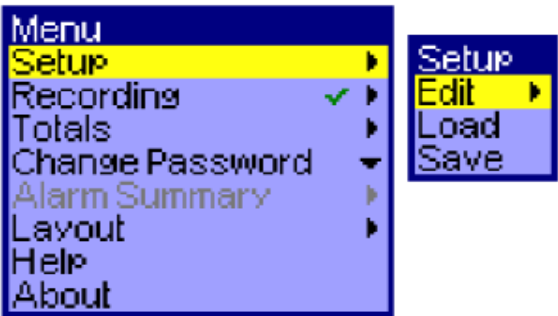 Menu
Setup
Recording
Totals
Change Password
Alarm Summary
Layout
Help
About
Setup
Edit
Load
Save